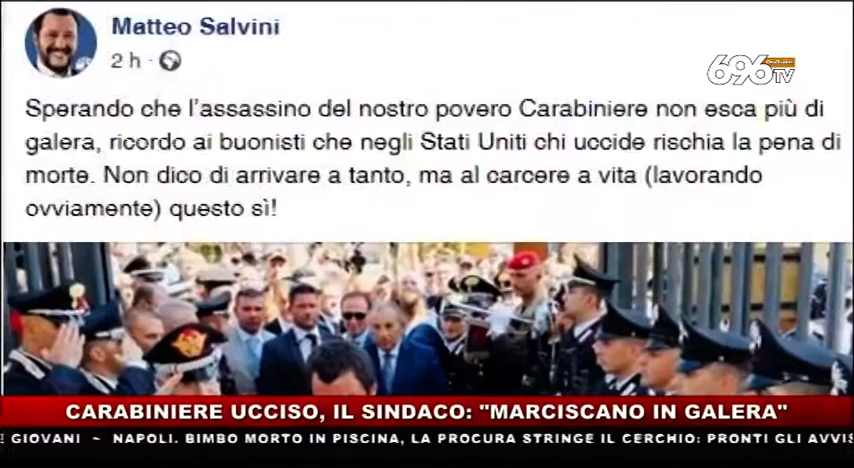 Matteo Salvini
2 h ·
696
TV
Sperando che l'assassino del nostro povero Carabiniere non esca più di
galera, ricordo ai buonisti che negli Stati Uniti chi uccide rischia la pena di
morte. Non dico di arrivare a tanto, ma al carcere a vita (lavorando
ovviamente) questo sì!
CARABINIERE UCCISO, IL SINDACO: "MARCISCANO IN GALERA"
E GIOVANI ~ NAPOLI. BIMBO MORTO IN PISCINA, LA PROCURA STRINGE IL CERCHIO: PRONTI GLI AVVIS